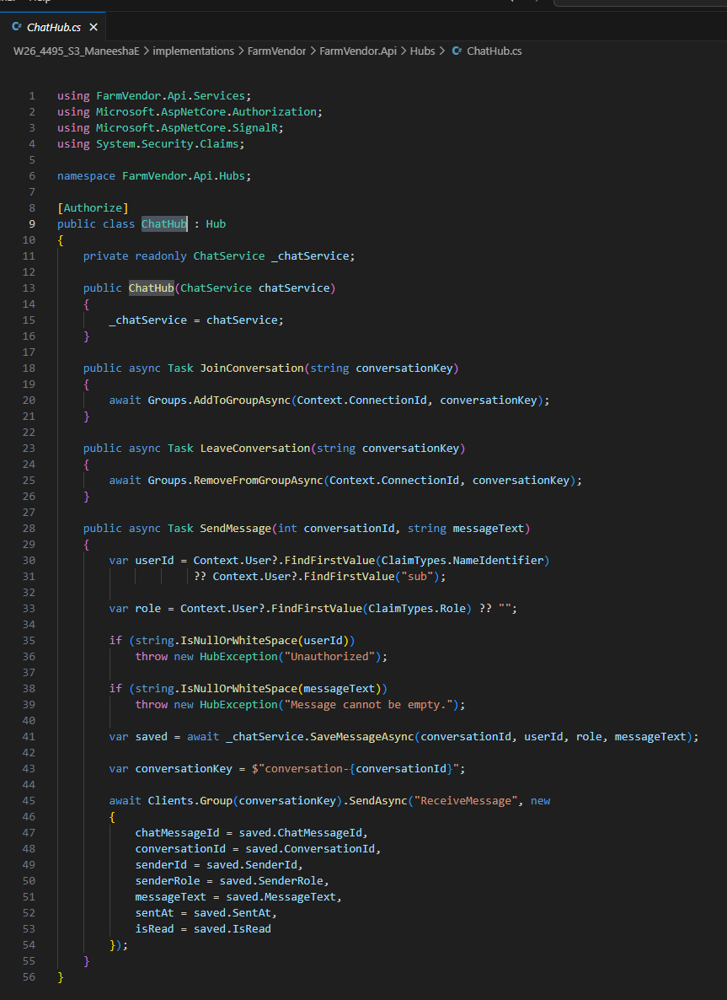 Help
ChatHub.cs
W26_4495_S3_ManeeshaE > implementations > FarmVendor > FarmVendor.Api > Hubs > ChatHub.cs
1 using FarmVendor.Api.Services;
2 using Microsoft.AspNetCore.Authorization;
3 using Microsoft.AspNetCore.SignalR;
4 using System.Security.Claims;
5
6 namespace FarmVendor.Api.Hubs;
7
8 [Authorize]
9 public class ChatHub : Hub
10 {
11     private readonly ChatService _chatService;
12
13     public ChatHub(ChatService chatService)
14     {
15         _chatService = chatService;
16     }
17
18     public async Task JoinConversation(string conversationKey)
19     {
20         await Groups.AddToGroupAsync(Context.ConnectionId, conversationKey);
21     }
22
23     public async Task LeaveConversation(string conversationKey)
24     {
25         await Groups.RemoveFromGroupAsync(Context.ConnectionId, conversationKey);
26     }
27
28     public async Task SendMessage(int conversationId, string messageText)
29     {
30         var userId = Context.User?.FindFirstValue(ClaimTypes.NameIdentifier)
31                      ?? Context.User?.FindFirstValue("sub");
32
33         var role = Context.User?.FindFirstValue(ClaimTypes.Role) ?? "";
34
35         if (string.IsNullOrWhiteSpace(userId))
36             throw new HubException("Unauthorized");
37
38         if (string.IsNullOrWhiteSpace(messageText))
39             throw new HubException("Message cannot be empty.");
40
41         var saved = await _chatService.SaveMessageAsync(conversationId, userId, role, messageText);
42
43         var conversationKey = $"conversation-{conversationId}";
44
45         await Clients.Group(conversationKey).SendAsync("ReceiveMessage", new
46         {
47             chatMessageId = saved.ChatMessageId,
48             conversationId = saved.ConversationId,
49             senderId = saved.SenderId,
50             senderRole = saved.SenderRole,
51             messageText = saved.MessageText,
52             sentAt = saved.SentAt,
53             isRead = saved.IsRead
54         });
55     }
56 }